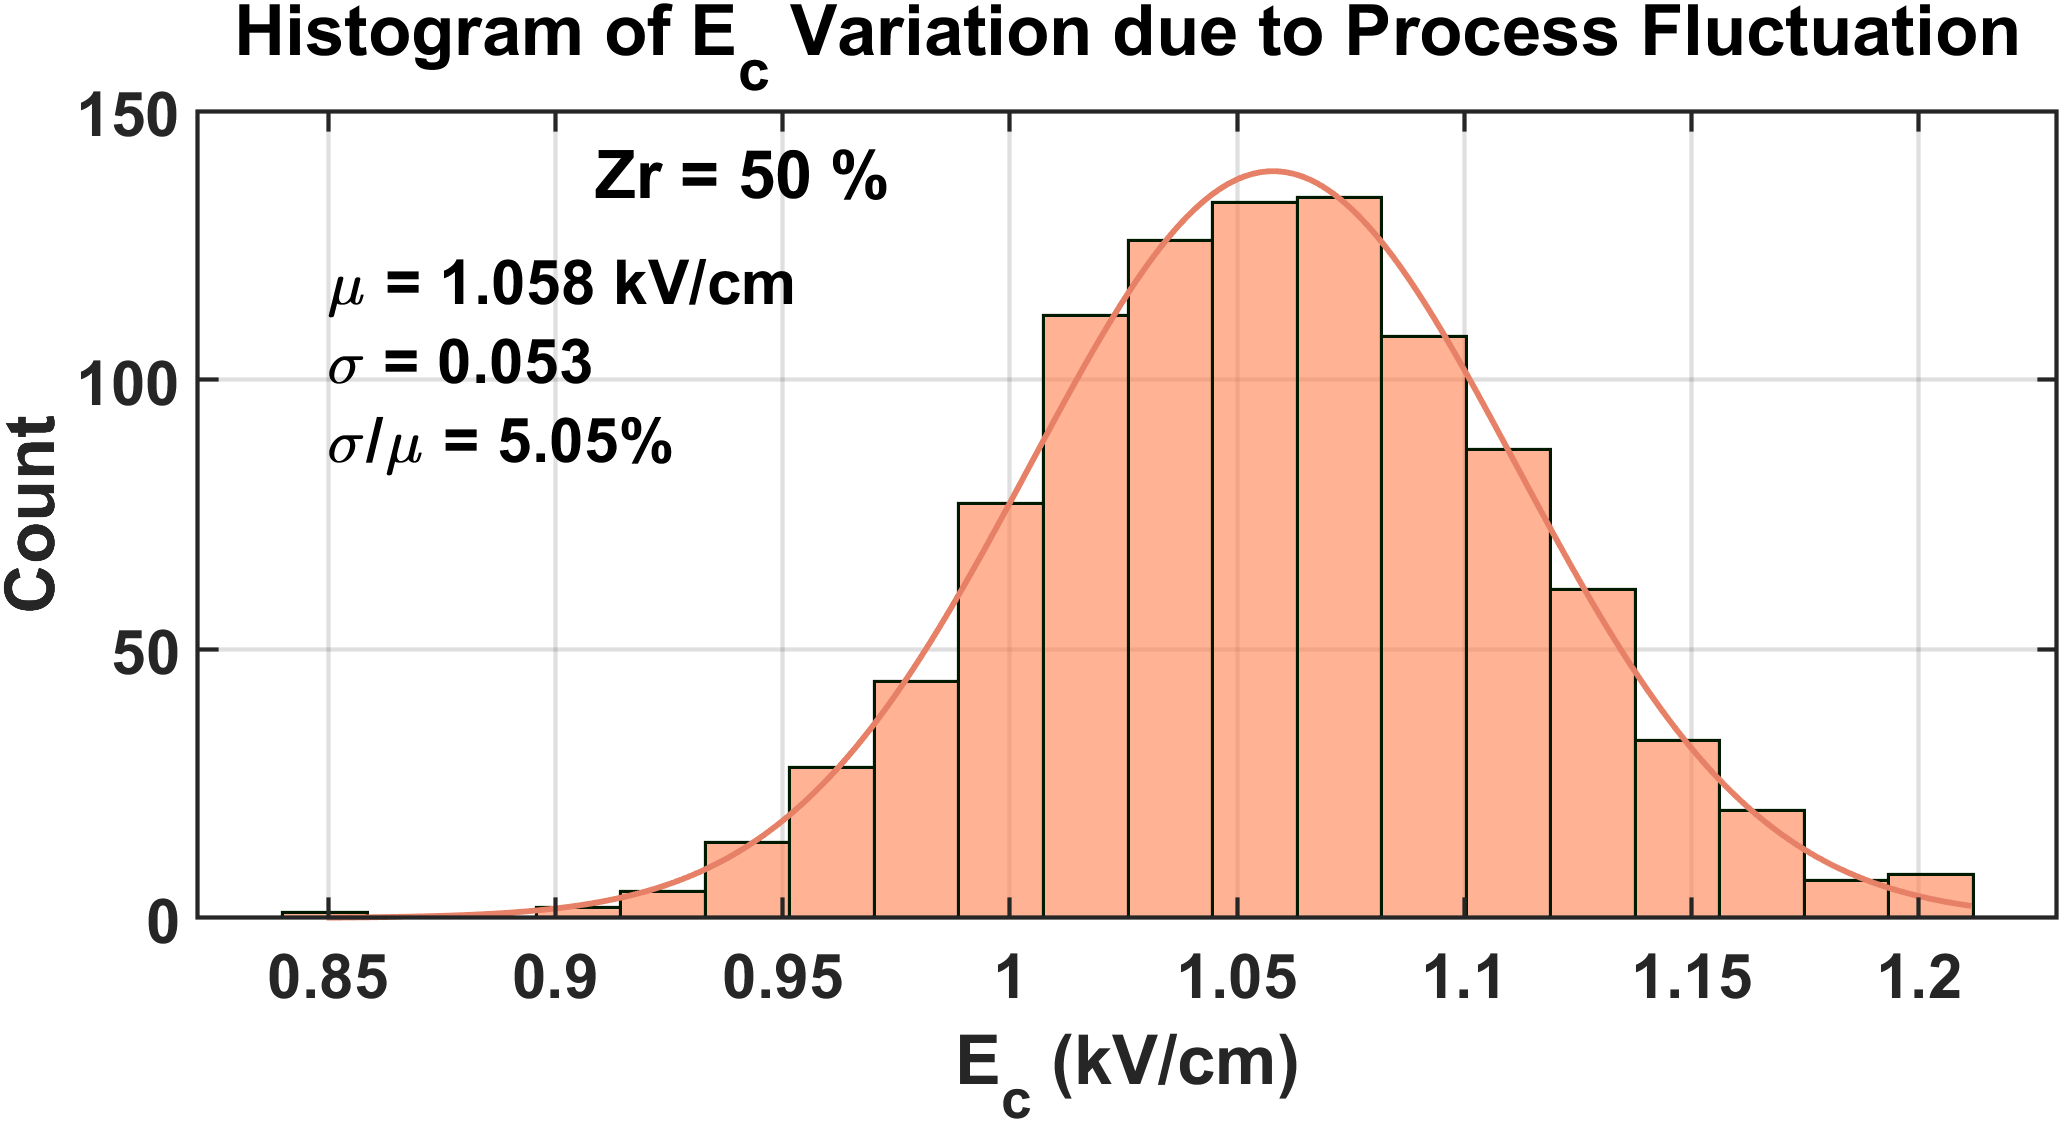 Histogram of Ec Variation due to Process Fluctuation
150
Zr = 50 %
μ = 1.058 kV/cm
σ = 0.053
100
σ/μ = 5.05%
Count
50
0
0.85 0.9 0.95 1 1.05 1.1 1.15 1.2
Ec (kV/cm)